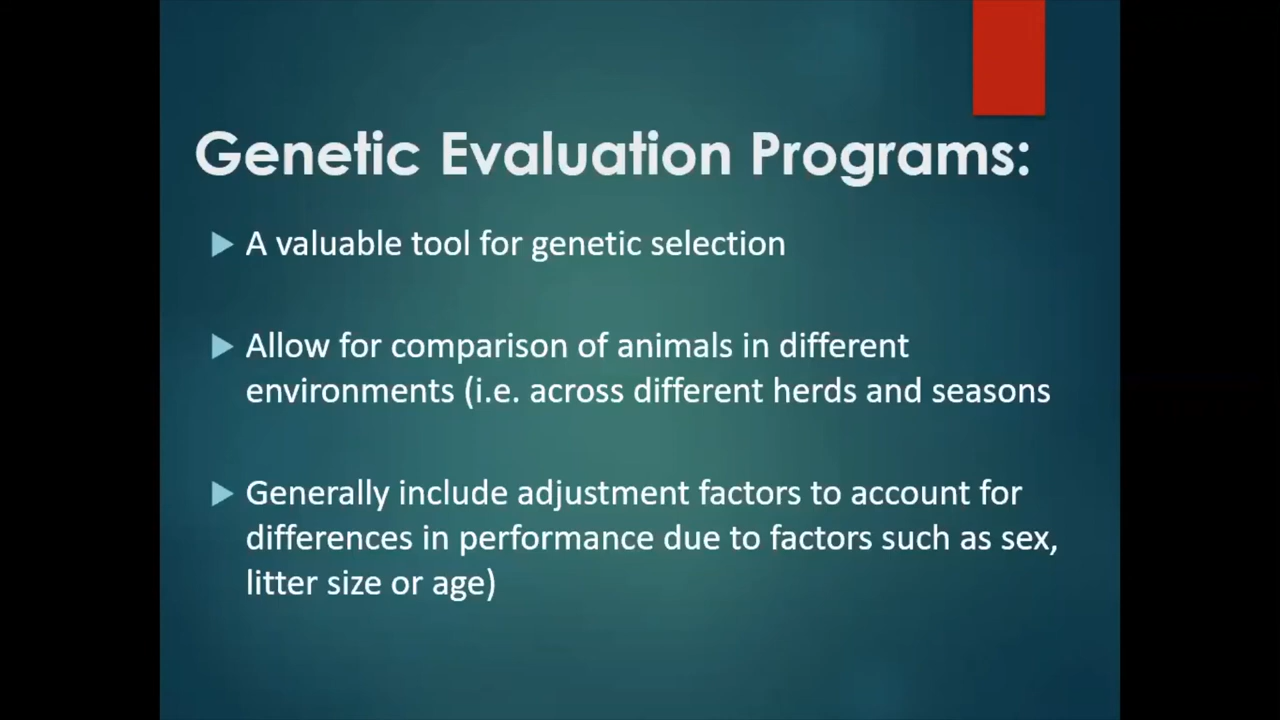 Genetic Evaluation Programs:
A valuable tool for genetic selection
Allow for comparison of animals in different
environments (i.e. across different herds and seasons
Generally include adjustment factors to account for
differences in performance due to factors such as sex,
litter size or age)